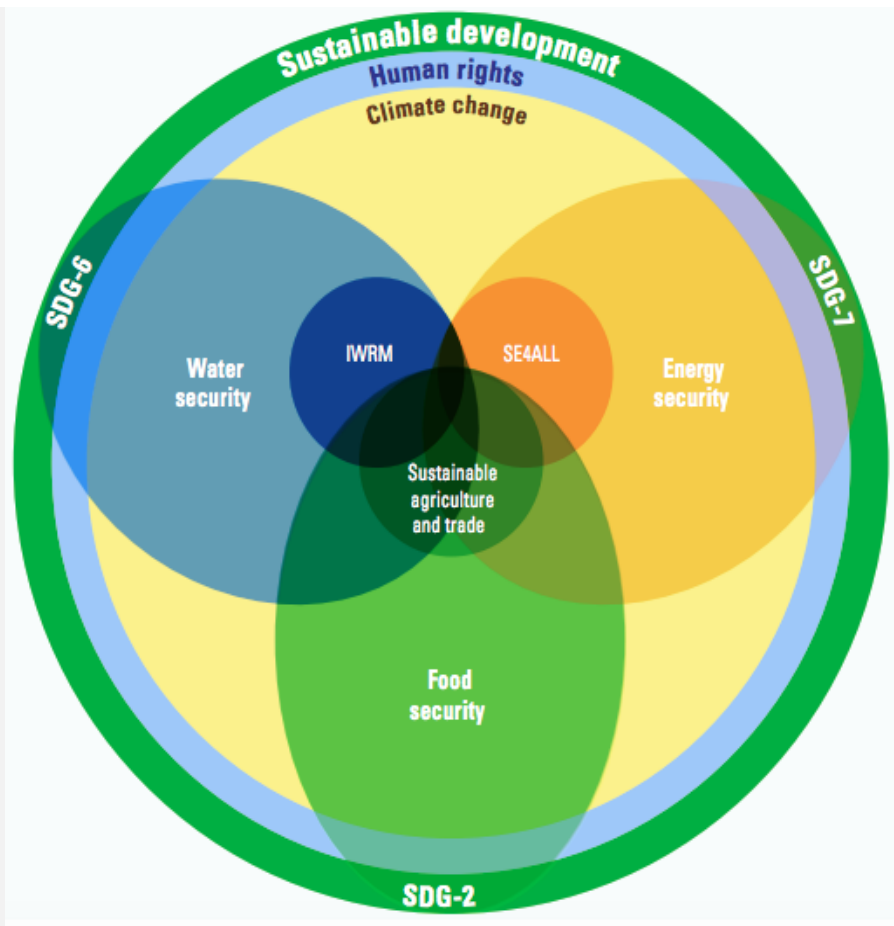 Sustainable development
Human rights
Climate change
SDG-6
SDG-7
IWRM
SE4ALL
Water
security
Energy
security
Sustainable
agriculture
and trade
Food
security
SDG-2